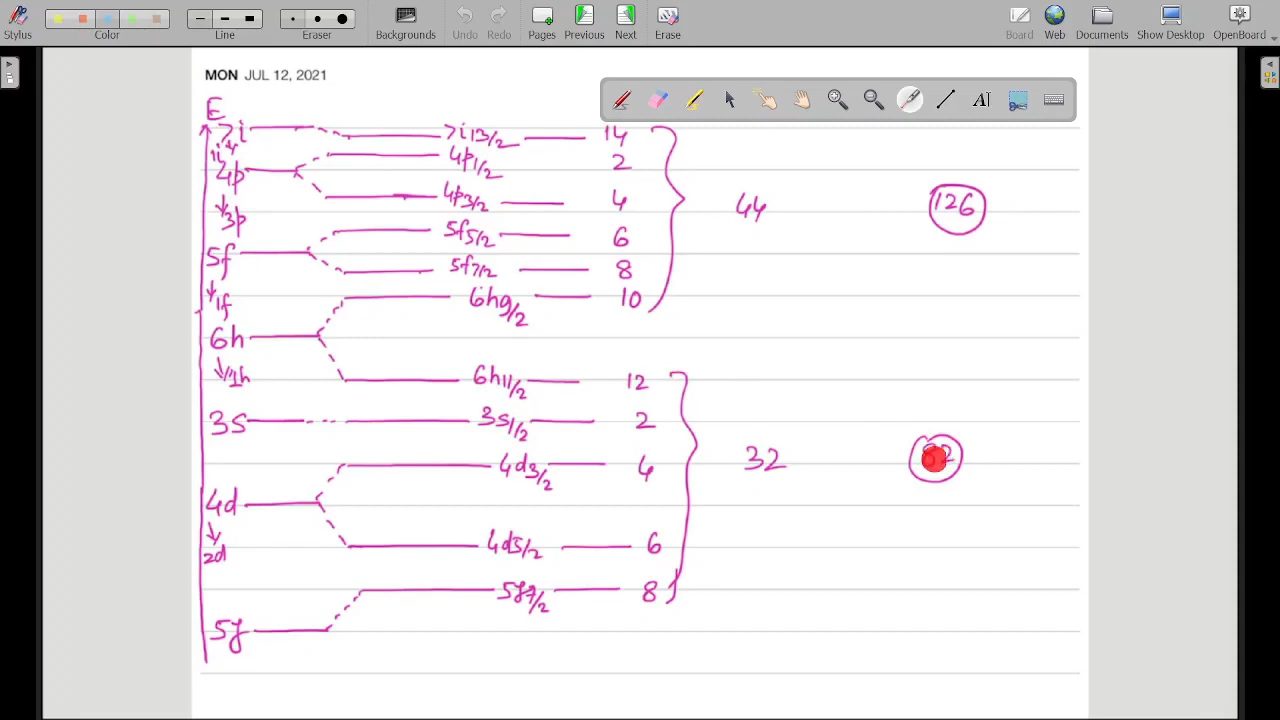 Stylus Color Line Eraser Backgrounds Undo Redo Pages Previous Next Erase Board Web Documents Show Desktop OpenBoard
MON JUL 12, 2021
E
7i 7i 13/2 14
1i
4p 4p1/2 2
4p3/2 4 44 126
3p
5f 5f5/2 6
5f7/2 8
1f 6h9/2 10
6h
1h 6h11/2 12
3s 3s1/2 2
4d3/2 4 32
4d
2d 4d5/2 6
5g7/2 8
5g